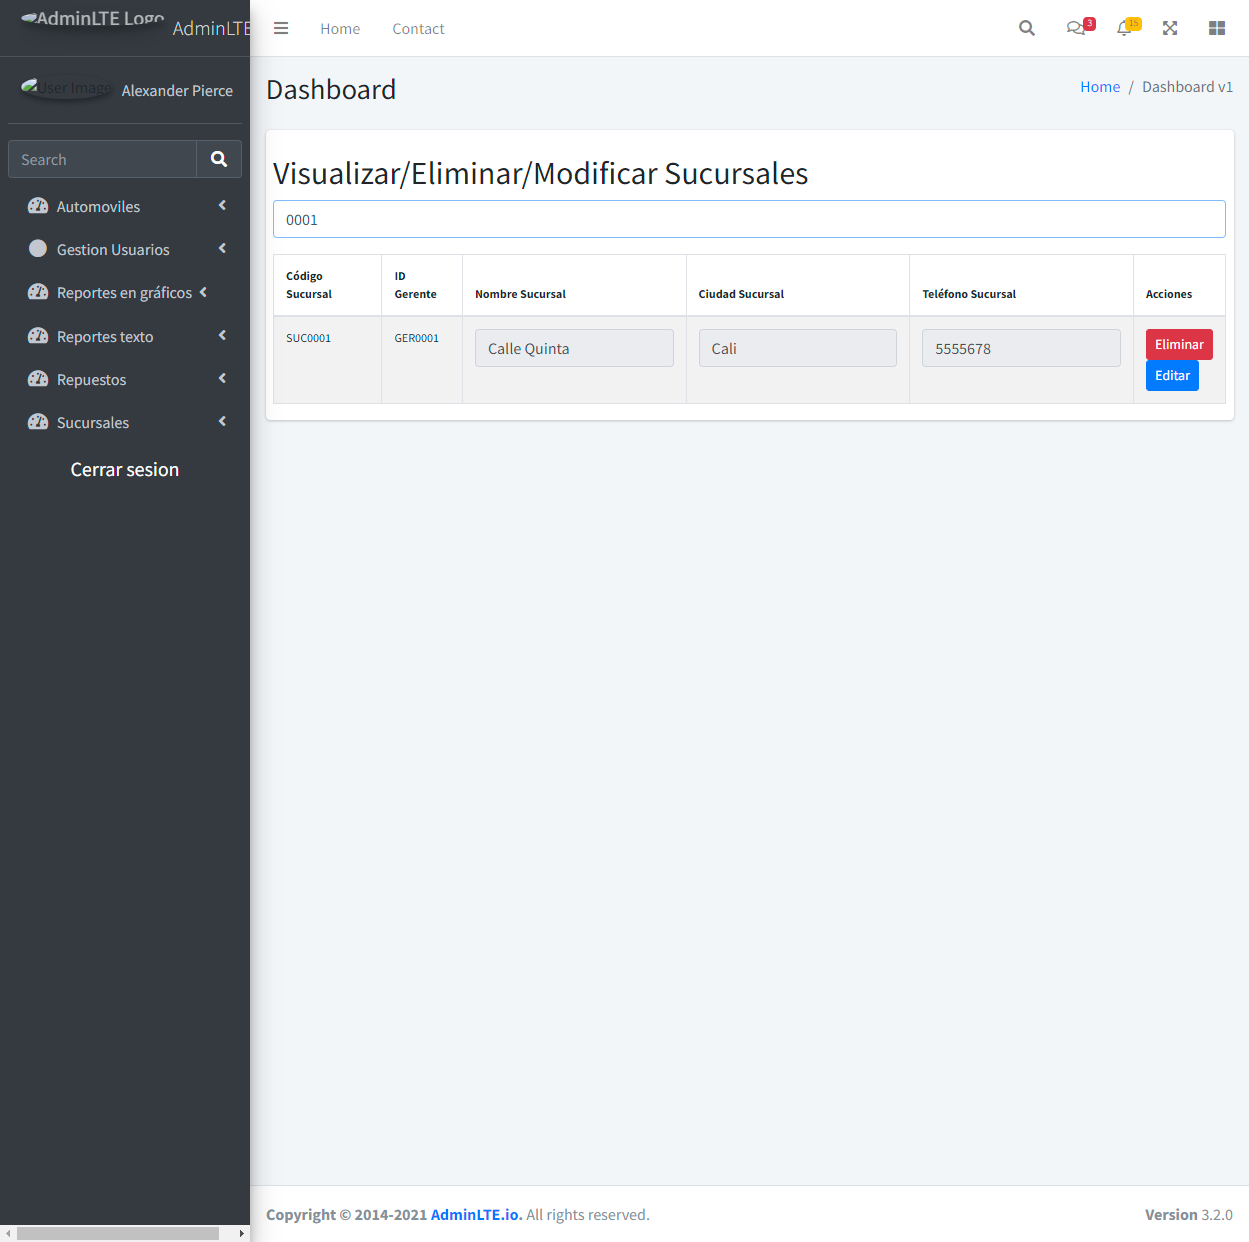 AdminLTE Logo
AdminLTE
Home
Contact
3
15
User Image
Alexander Pierce
Dashboard
Home / Dashboard v1
Search
Automoviles
Gestion Usuarios
Reportes en gráficos
Reportes texto
Repuestos
Sucursales
Cerrar sesion
Visualizar/Eliminar/Modificar Sucursales
0001
Código Sucursal
ID Gerente
Nombre Sucursal
Ciudad Sucursal
Teléfono Sucursal
Acciones
SUC0001
GER0001
Calle Quinta
Cali
5555678
Eliminar
Editar
Copyright © 2014-2021 AdminLTE.io. All rights reserved.
Version 3.2.0